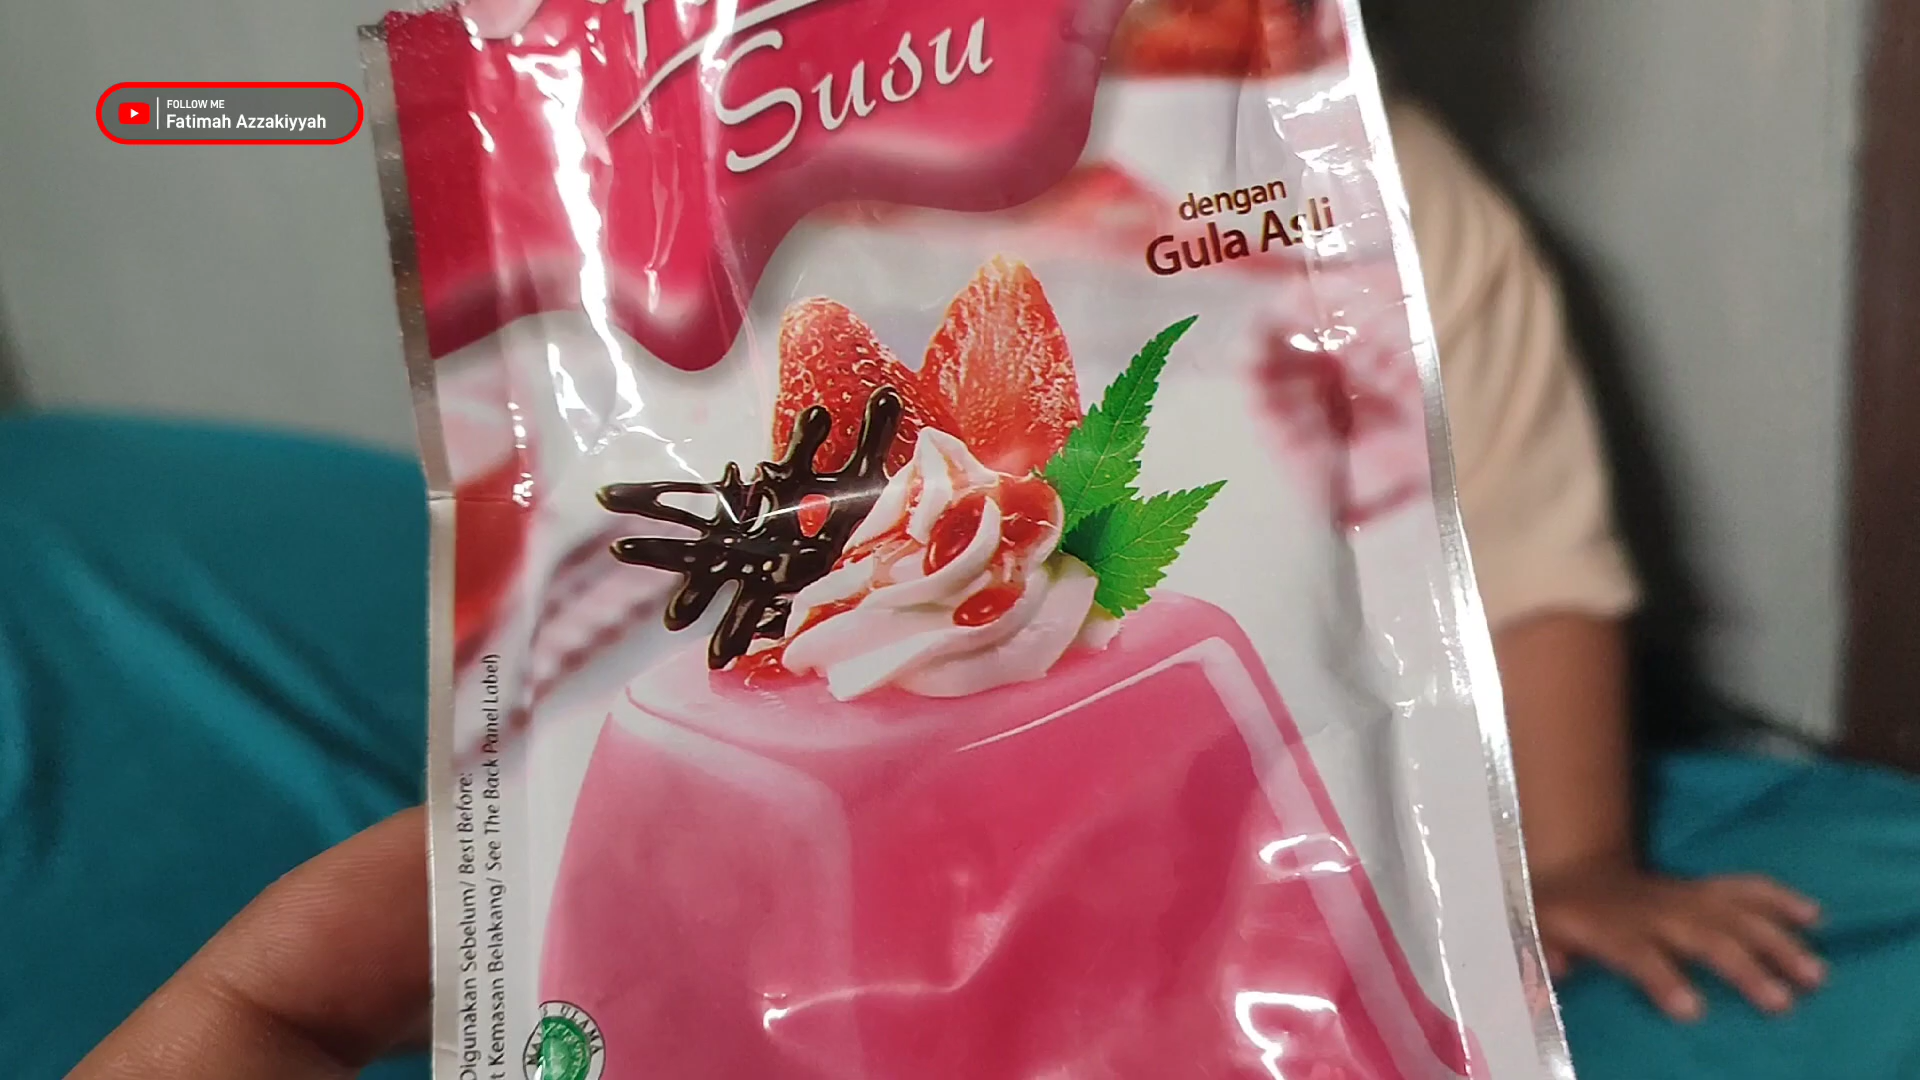 FOLLOW ME
Fatimah Azzakiyyah
Susu
dengan
Gula Asli
Digunakan Sebelum/ Best Before:
Kemasan Belakang/ See The Back Panel Label)
ULAMA